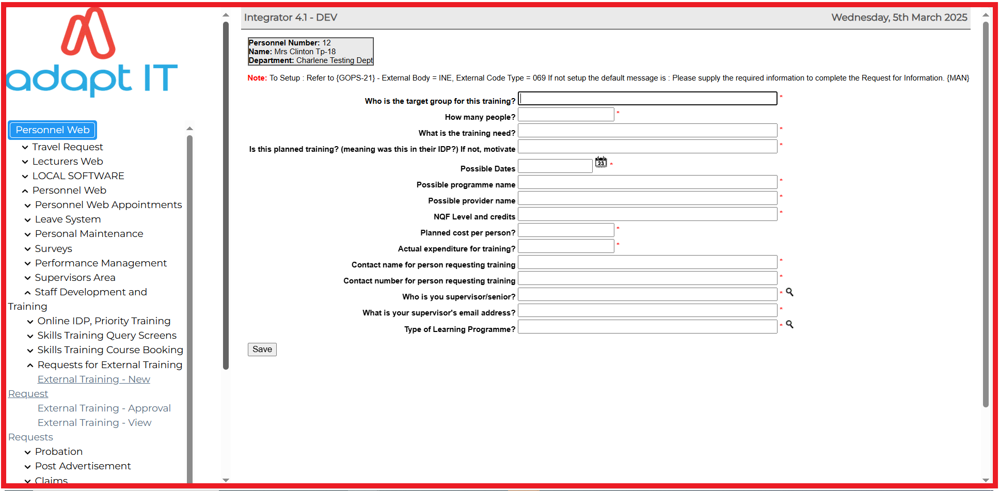 adapt IT
Personnel Web
Travel Request
Lecturers Web
LOCAL SOFTWARE
Personnel Web
Personnel Web Appointments
Leave System
Personal Maintenance
Surveys
Performance Management
Supervisors Area
Staff Development and
Training
Online IDP, Priority Training
Skills Training Query Screens
Skills Training Course Booking
Requests for External Training
External Training - New
Request
External Training - Approval
External Training - View
Requests
Probation
Post Advertisement
Claims
Integrator 4.1 - DEV Wednesday, 5th March 2025
Personnel Number: 12
Name: Mrs Clinton Tp-18
Department: Charlene Testing Dept
Note: To Setup : Refer to {GOPS-21} - External Body = INE, External Code Type = 069 If not setup the default message is : Please supply the required information to complete the Request for Information. {MAN}
Who is the target group for this training? *
How many people? *
What is the training need? *
Is this planned training? (meaning was this in their IDP?) If not, motivate *
Possible Dates 23 *
Possible programme name *
Possible provider name *
NQF Level and credits *
Planned cost per person? *
Actual expenditure for training? *
Contact name for person requesting training *
Contact number for person requesting training *
Who is you supervisor/senior? *
What is your supervisor's email address? *
Type of Learning Programme? *
Save